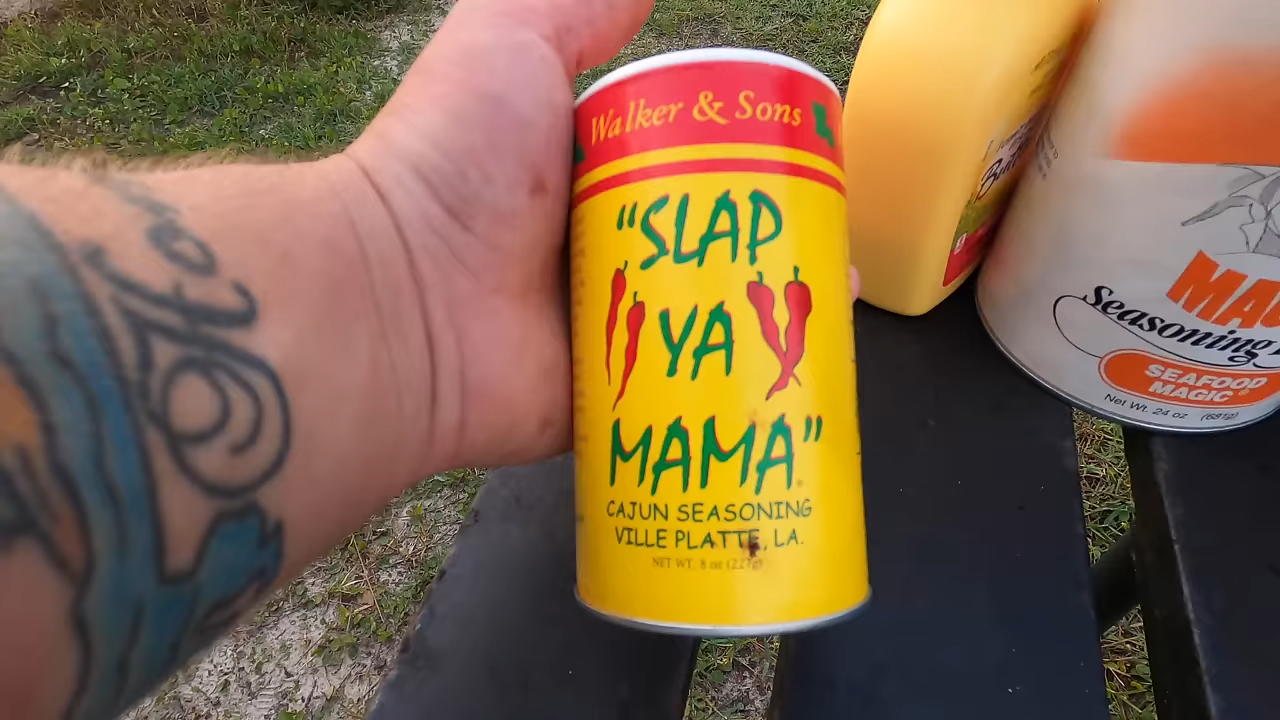 Walker & Sons
"SLAP
YA
MAMA"
CAJUN SEASONING
VILLE PLATTE, LA.
NET WT. 8 oz (227g)
Seasoning
SEAFOOD
MAGIC®
Net Wt. 24 oz (681g)